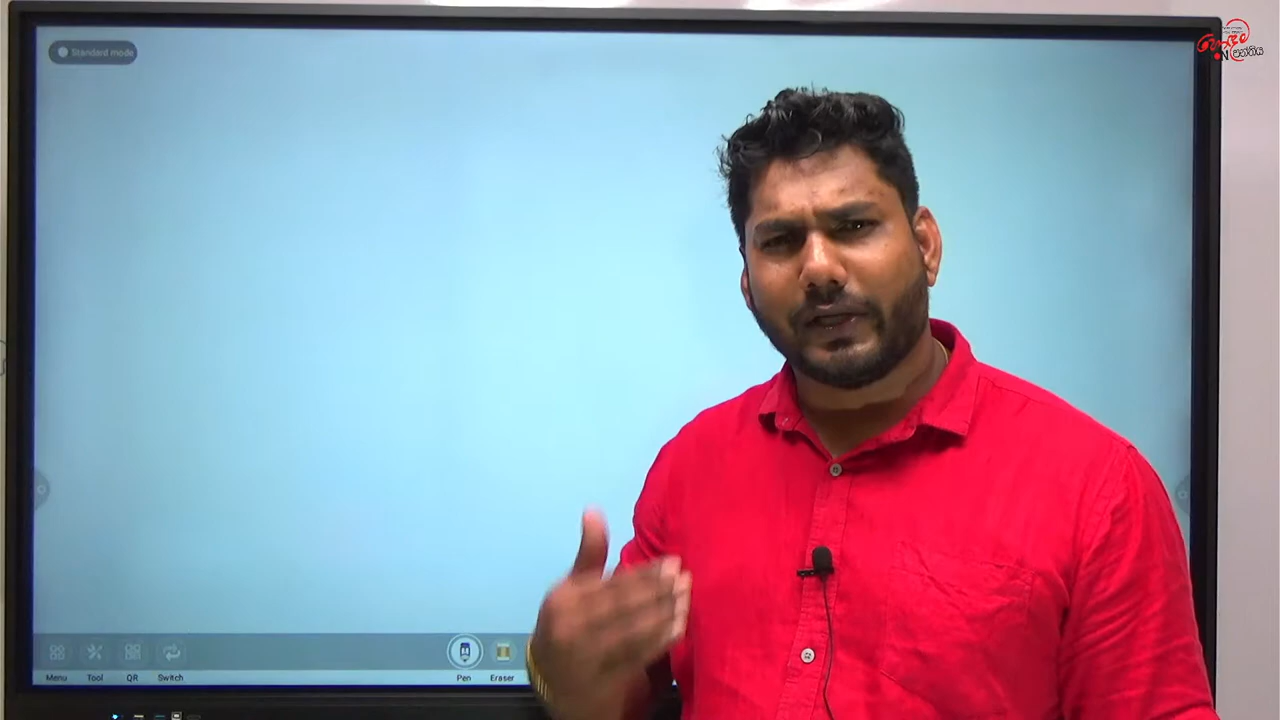 Standard mode
Menu
Tool
QR
Switch
Pen
Eraser